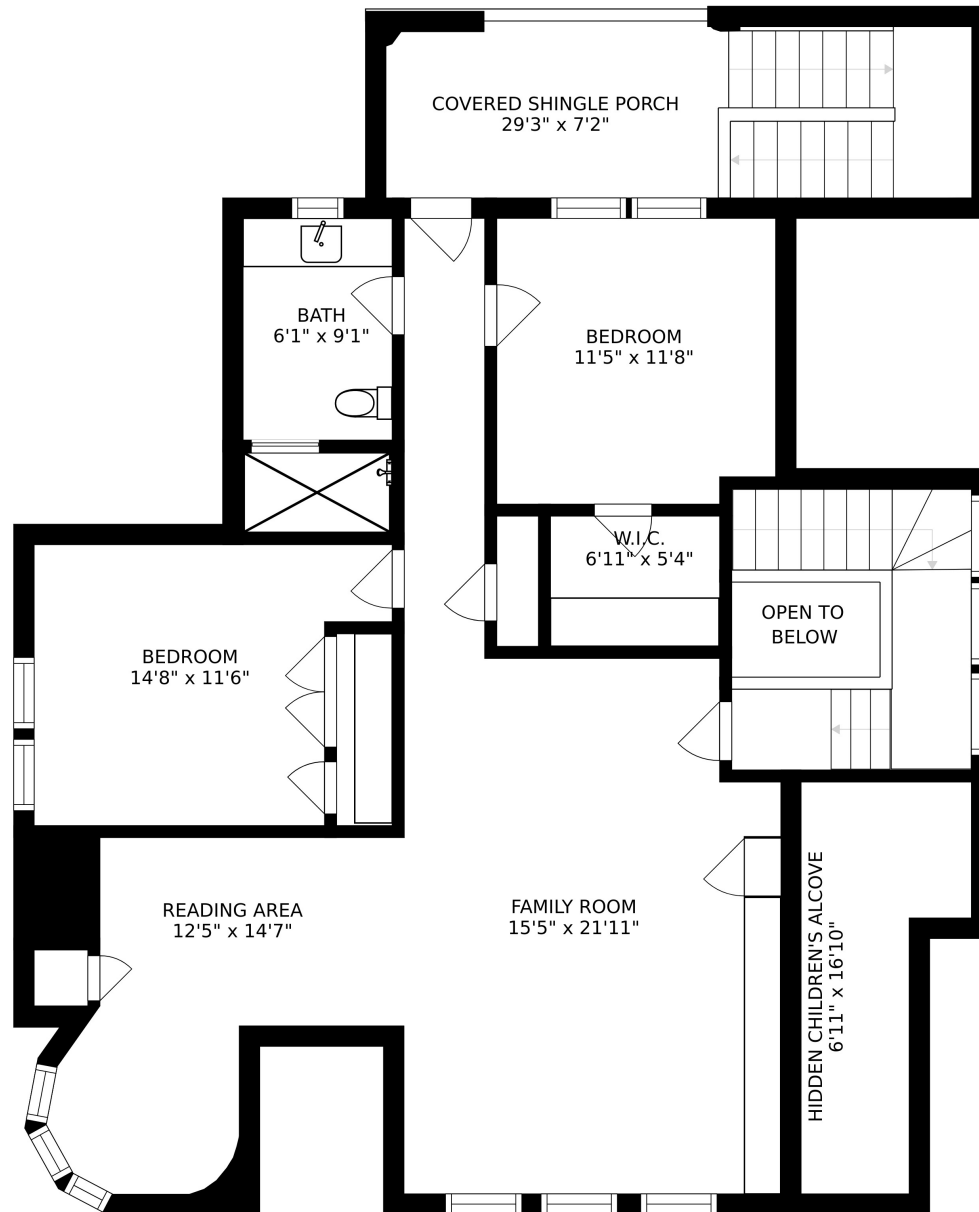 COVERED SHINGLE PORCH
29'3" x 7'2"
BATH
6'1" x 9'1"
BEDROOM
11'5" x 11'8"
W.I.C.
6'11" x 5'4"
OPEN TO
BELOW
BEDROOM
14'8" x 11'6"
READING AREA
12'5" x 14'7"
FAMILY ROOM
15'5" x 21'11"
HIDDEN CHILDREN'S ALCOVE
6'11" x 16'10"